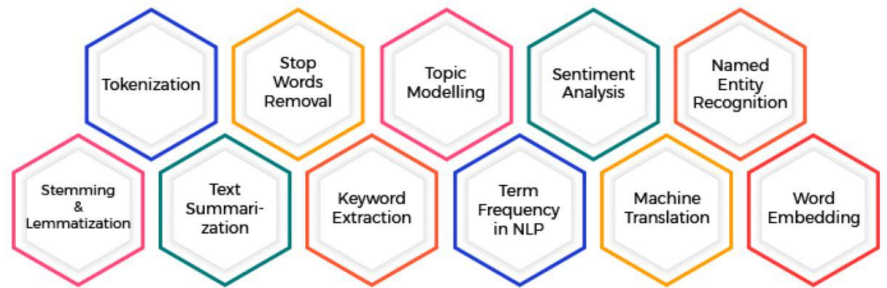 Tokenization
Stop
Words
Removal
Topic
Modelling
Sentiment
Analysis
Named
Entity
Recognition
Stemming
&
Lemmatization
Text
Summari-
zation
Keyword
Extraction
Term
Frequency
in NLP
Machine
Translation
Word
Embedding